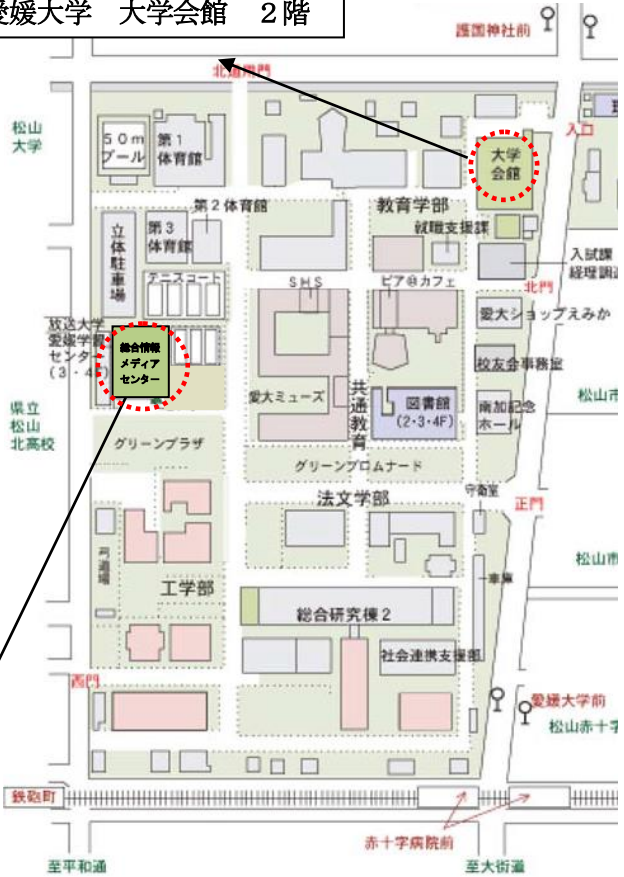 愛媛大学 大学会館 ２階
護国神社前
北通用門
松山
大学
５０ｍ
プール
第１
体育館
大学
会館
入口
第２体育館
教育学部
立体駐車場
第３
体育館
就職支援課
入試課
経理調達
テニスコート
ＳＨＳ
ピア＠カフェ
北門
愛大ショップえみか
放送大学
愛媛学習
センター
(３・４F)
総合情報
メディア
センター
校友会事務室
愛大ミューズ
共通教育
図書館
(2・3・4F)
南加記念
ホール
松山市
県立
松山
北高校
グリーンプラザ
グリーンプロムナード
守衛室
法文学部
正門
弓道場
工学部
松山市
車庫
総合研究棟２
社会連携支援部
西門
愛媛大学前
松山赤十字
鉄砲町
赤十字病院前
至平和通
至大街道